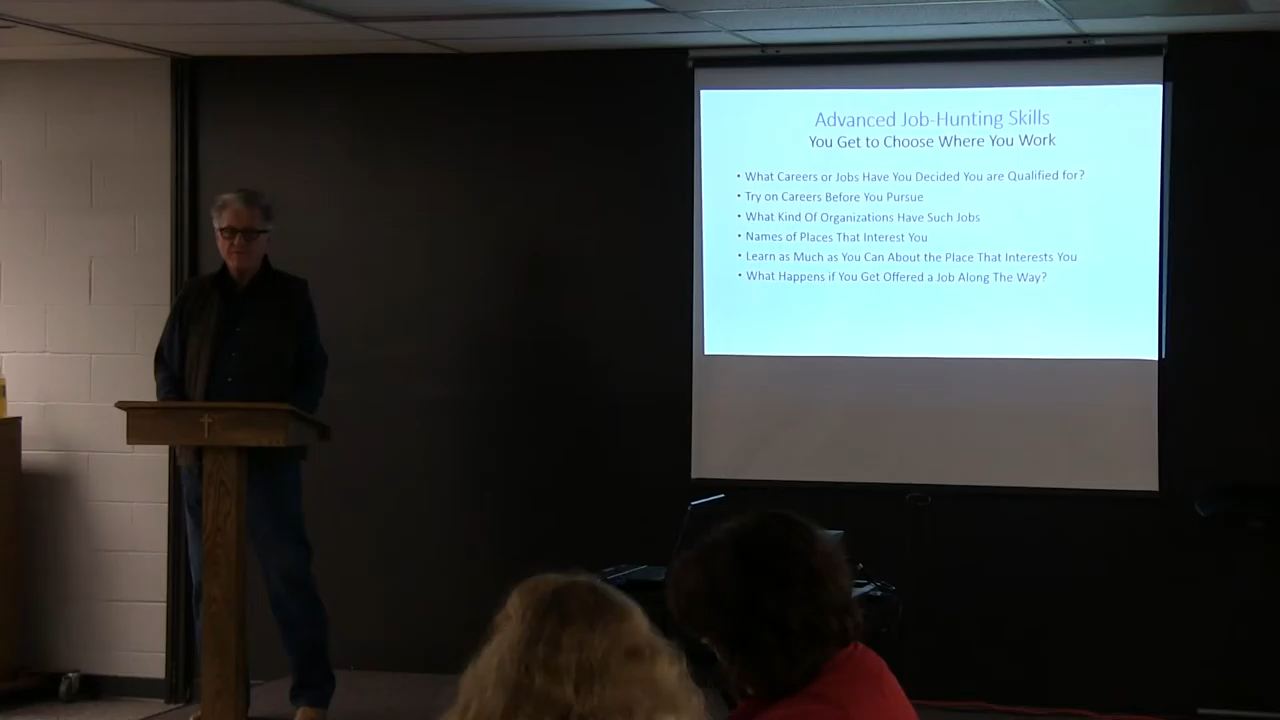 Advanced Job-Hunting Skills
You Get to Choose Where You Work
• What Careers or Jobs Have You Decided You are Qualified for?
• Try on Careers Before You Pursue
• What Kind Of Organizations Have Such Jobs
• Names of Places That Interest You
• Learn as Much as You Can About the Place That Interests You
• What Happens if You Get Offered a Job Along The Way?